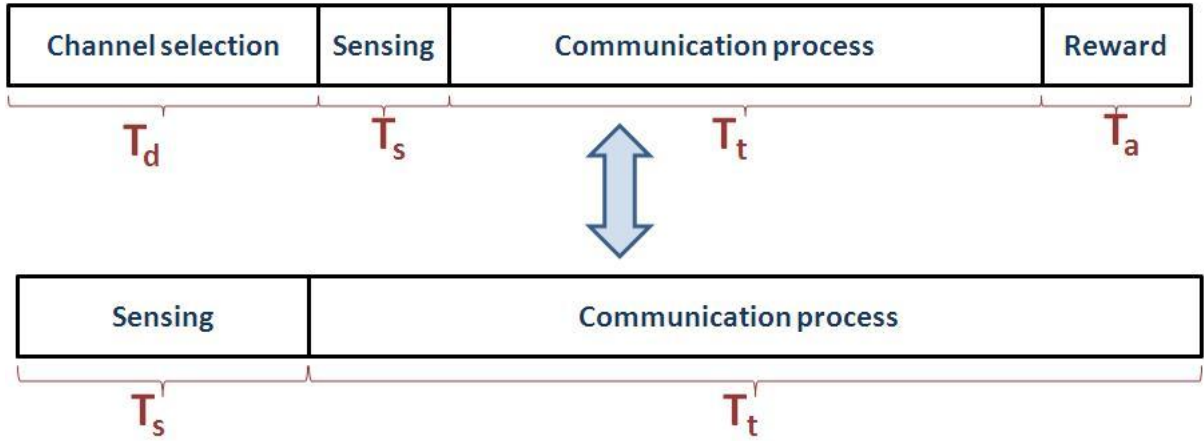 Channel selection Sensing Communication process Reward
Td Ts Tt Ta
Sensing Communication process
Ts Tt